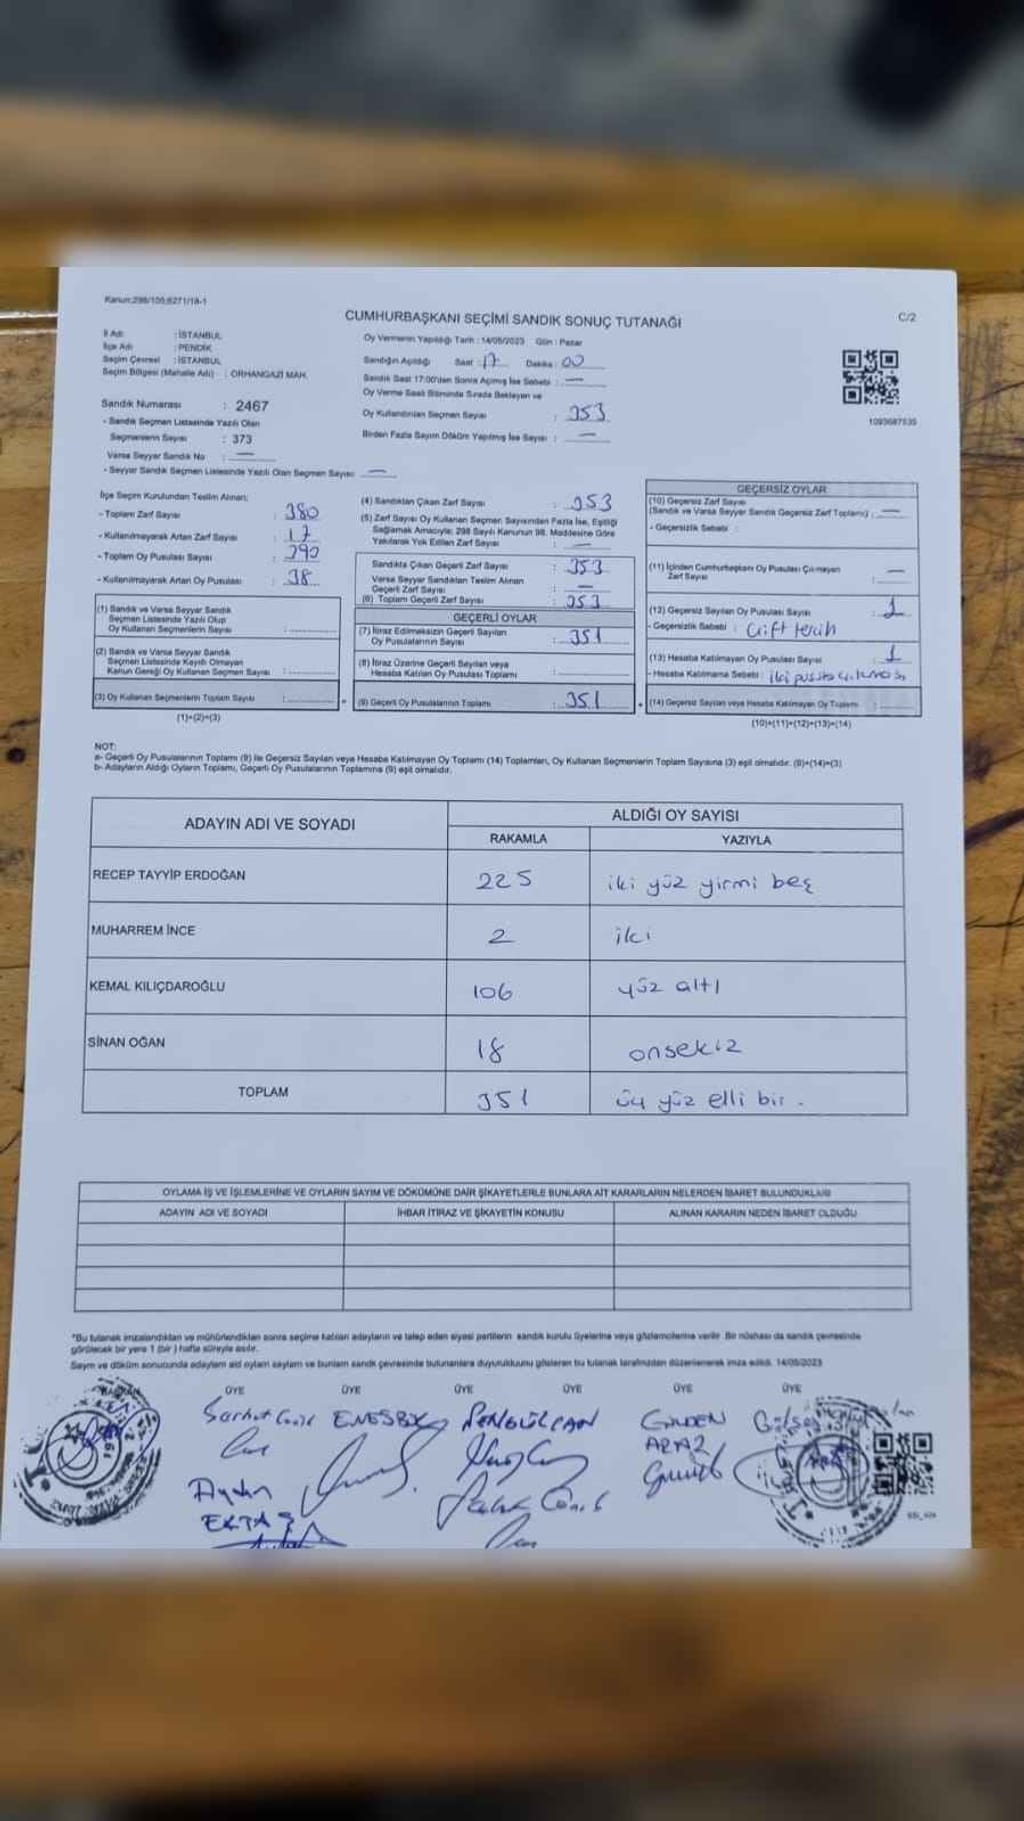 Kanun:298/105;6271/18-1
CUMHURBAŞKANI SEÇİMİ SANDIK SONUÇ TUTANAĞI
C/2
İl Adı : İSTANBUL
İlçe Adı : PENDİK
Seçim Çevresi : İSTANBUL
Seçim Bölgesi (Mahalle Adı) : ORHANGAZİ MAH.
Oy Vermenin Yapıldığı Tarih : 14/05/2023 Gün : Pazar
Sandığın Açıldığı Saat : 17 Dakika : 00
Sandık Saat 17:00'den Sonra Açılmış İse Sebebi : —
Oy Verme Saati Bitiminde Sırada Bekleyen ve
Oy Kullandırılan Seçmen Sayısı : 353
Birden Fazla Sayım Döküm Yapılmış İse Sayısı : —
1093687535
Sandık Numarası : 2467
- Sandık Seçmen Listesinde Yazılı Olan
Seçmenlerin Sayısı : 373
Varsa Seyyar Sandık No : —
- Seyyar Sandık Seçmen Listesinde Yazılı Olan Seçmen Sayısı : —
İlçe Seçim Kurulundan Teslim Alınan;
- Toplam Zarf Sayısı : 380
- Kullanılmayarak Artan Zarf Sayısı : 17
- Toplam Oy Pusulası Sayısı : 390
- Kullanılmayarak Artan Oy Pusulası : 38
(1) Sandık ve Varsa Seyyar Sandık
Seçmen Listesinde Yazılı Olup
Oy Kullanan Seçmenlerin Sayısı :
(2) Sandık ve Varsa Seyyar Sandık
Seçmen Listesinde Kayıtlı Olmayan
Kanun Gereği Oy Kullanan Seçmen Sayısı :
(3) Oy Kullanan Seçmenlerin Toplam Sayısı :
(1)+(2)=(3)
(4) Sandıktan Çıkan Zarf Sayısı : 353
(5) Zarf Sayısı Oy Kullanan Seçmen Sayısından Fazla İse, Eşitliği
Sağlamak Amacıyla; 298 Sayılı Kanunun 98. Maddesine Göre
Yakılarak Yok Edilen Zarf Sayısı : —
Sandıkta Çıkan Geçerli Zarf Sayısı : 353
Varsa Seyyar Sandıktan Teslim Alınan
Geçerli Zarf Sayısı : —
(6) Toplam Geçerli Zarf Sayısı : 353
GEÇERLİ OYLAR
(7) İtiraz Edilmeksizin Geçerli Sayılan
Oy Pusulalarının Sayısı : 351
(8) İtiraz Üzerine Geçerli Sayılan veya
Hesaba Katılan Oy Pusulası Toplamı :
(9) Geçerli Oy Pusulalarının Toplamı : 351
GEÇERSİZ OYLAR
(10) Geçersiz Zarf Sayısı
(Sandık ve Varsa Seyyar Sandık Geçersiz Zarf Toplamı) : —
- Geçersizlik Sebebi :
(11) İçinden Cumhurbaşkanı Oy Pusulası Çıkmayan
Zarf Sayısı : —
(12) Geçersiz Sayılan Oy Pusulası Sayısı : 1
- Geçersizlik Sebebi : Çift tercih
(13) Hesaba Katılmayan Oy Pusulası Sayısı : 1
- Hesaba Katılmama Sebebi : iki pusula çıkması
(14) Geçersiz Sayılan veya Hesaba Katılmayan Oy Toplamı :
(10)+(11)+(12)+(13)=(14)
NOT:
a- Geçerli Oy Pusulalarının Toplamı (9) ile Geçersiz Sayılan veya Hesaba Katılmayan Oy Toplamı (14) Toplamları, Oy Kullanan Seçmenlerin Toplam Sayısına (3) eşit olmalıdır. (9)+(14)=(3)
b- Adayların Aldığı Oyların Toplamı, Geçerli Oy Pusulalarının Toplamına (9) eşit olmalıdır.
ADAYIN ADI VE SOYADI ALDIĞI OY SAYISI
RAKAMLA YAZIYLA
RECEP TAYYİP ERDOĞAN 225 iki yüz yirmi beş
MUHARREM İNCE 2 iki
KEMAL KILIÇDAROĞLU 106 yüz altı
SİNAN OĞAN 18 onsekiz
TOPLAM 351 üç yüz elli bir.
OYLAMA İŞ VE İŞLEMLERİNE VE OYLARIN SAYIM VE DÖKÜMÜNE DAİR ŞİKAYETLERLE BUNLARA AİT KARARLARIN NELERDEN İBARET BULUNDUKLARI
ADAYIN ADI VE SOYADI İHBAR İTİRAZ VE ŞİKAYETİN KONUSU ALINAN KARARIN NEDEN İBARET OLDUĞU
*Bu tutanak imzalandıktan ve mühürlendikten sonra seçime katılan adayların ve talep eden siyasi partilerin sandık kurulu üyelerine veya gözlemcilerine verilir. Bir nüshası da sandık çevresinde
görülecek bir yere 1 (bir) hafta süreyle asılır.
Sayım ve döküm sonucunda adayların aldığı oyların sayısını ve bunların sandık çevresinde bulunanlara duyurulduğunu gösteren bu tutanak tarafımızdan düzenlenerek imza edildi. 14/05/2023
BAŞKAN ÜYE ÜYE ÜYE ÜYE ÜYE ÜYE
ŞENGÜL CAN GÜLDEN
ARAZ
Aydın
EKTAŞ